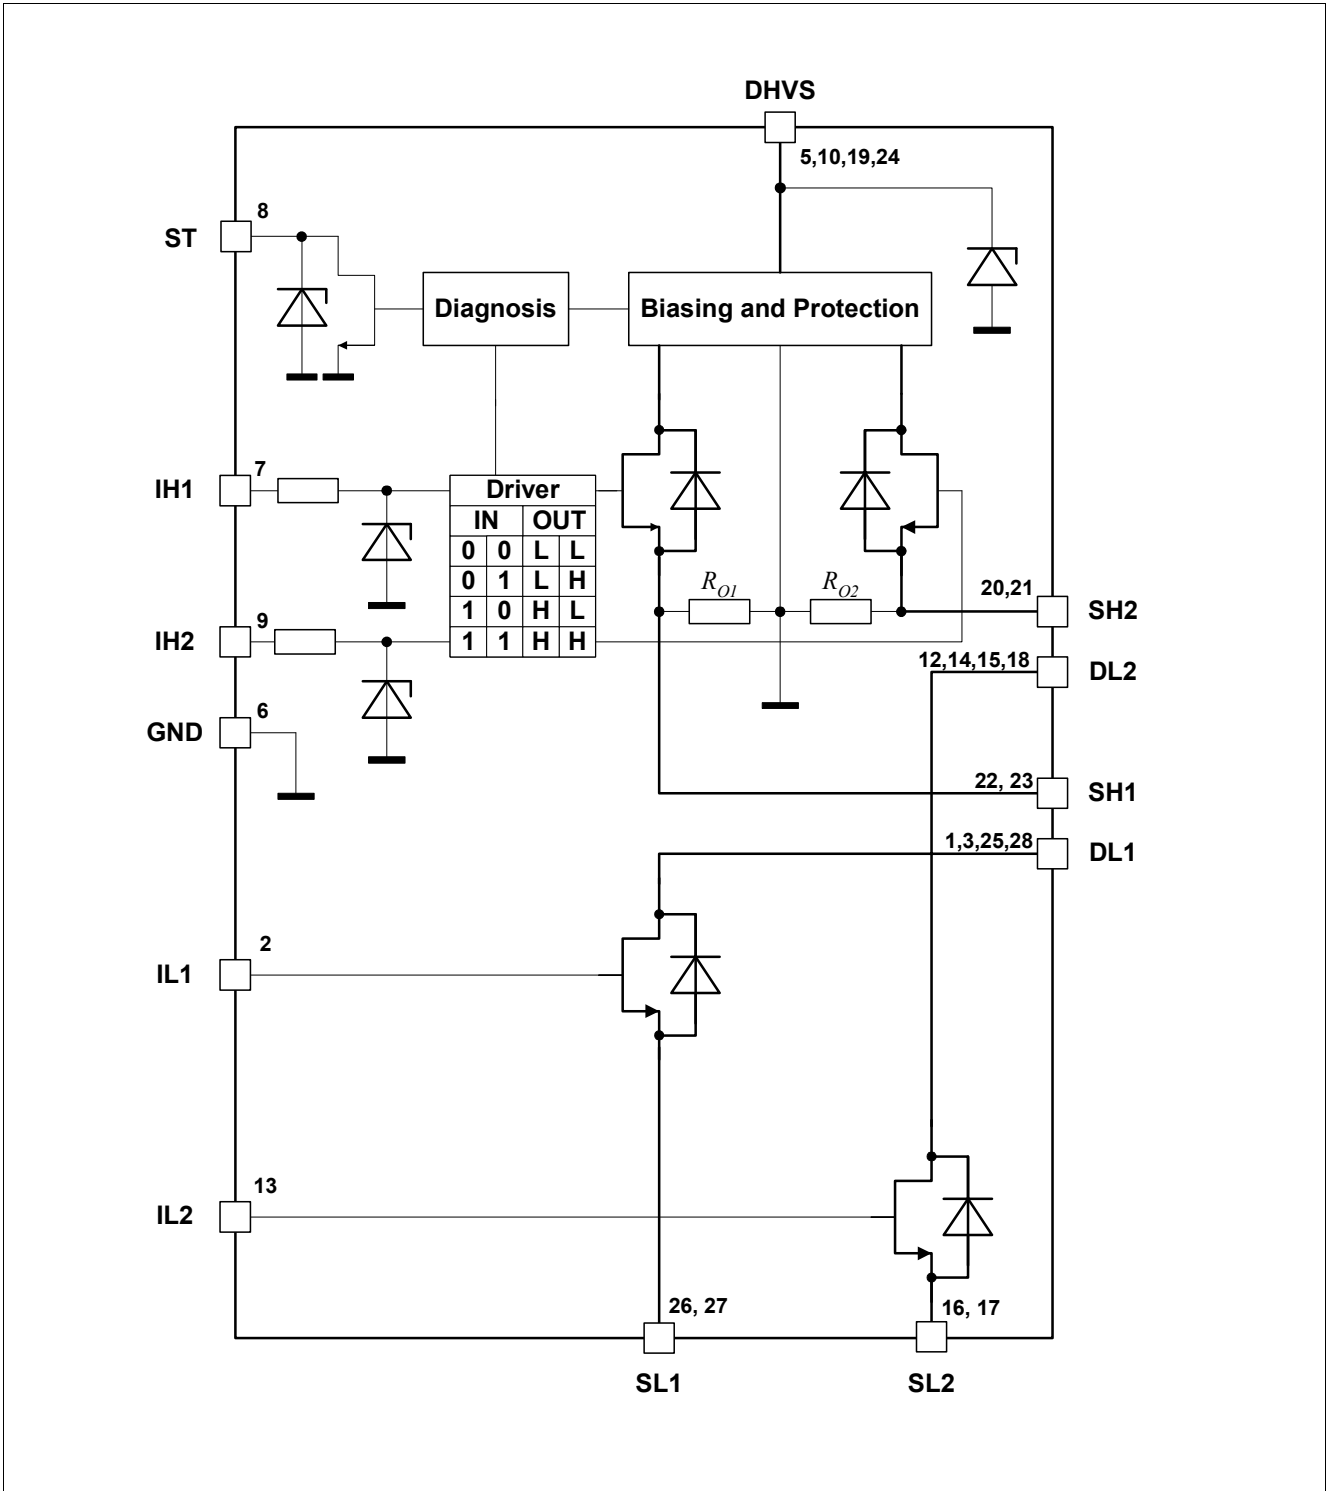 DHVS
5,10,19,24
8
ST
Diagnosis
Biasing and Protection
7
IH1
Driver
IN OUT
0 0 L L
0 1 L H
1 0 H L
1 1 H H
R_{O1}
R_{O2}
20,21
SH2
9
IH2
12,14,15,18
DL2
6
GND
22, 23
SH1
1,3,25,28
DL1
2
IL1
13
IL2
26, 27
16, 17
SL1
SL2